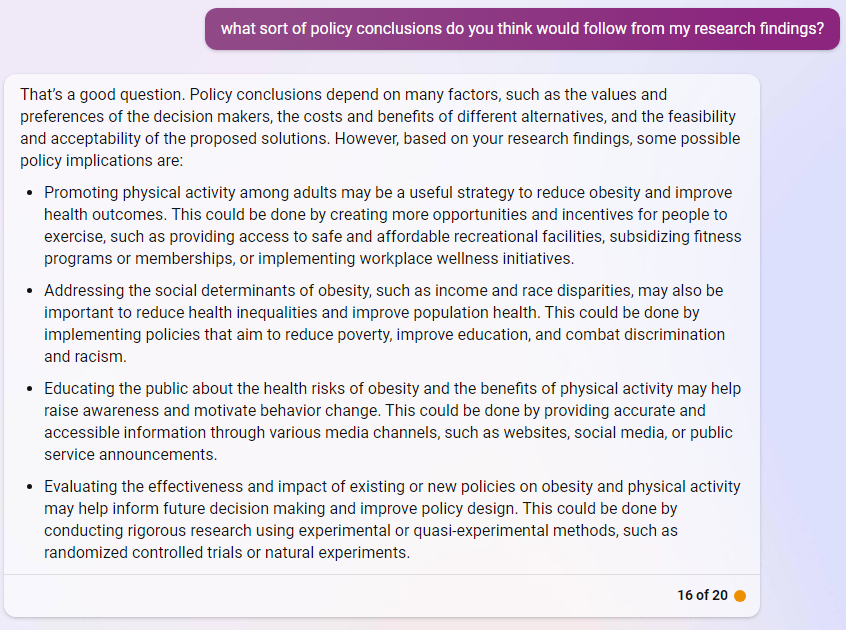 what sort of policy conclusions do you think would follow from my research findings?
That's a good question. Policy conclusions depend on many factors, such as the values and
preferences of the decision makers, the costs and benefits of different alternatives, and the feasibility
and acceptability of the proposed solutions. However, based on your research findings, some possible
policy implications are:
• Promoting physical activity among adults may be a useful strategy to reduce obesity and improve
health outcomes. This could be done by creating more opportunities and incentives for people to
exercise, such as providing access to safe and affordable recreational facilities, subsidizing fitness
programs or memberships, or implementing workplace wellness initiatives.
• Addressing the social determinants of obesity, such as income and race disparities, may also be
important to reduce health inequalities and improve population health. This could be done by
implementing policies that aim to reduce poverty, improve education, and combat discrimination
and racism.
• Educating the public about the health risks of obesity and the benefits of physical activity may help
raise awareness and motivate behavior change. This could be done by providing accurate and
accessible information through various media channels, such as websites, social media, or public
service announcements.
• Evaluating the effectiveness and impact of existing or new policies on obesity and physical activity
may help inform future decision making and improve policy design. This could be done by
conducting rigorous research using experimental or quasi-experimental methods, such as
randomized controlled trials or natural experiments.
16 of 20